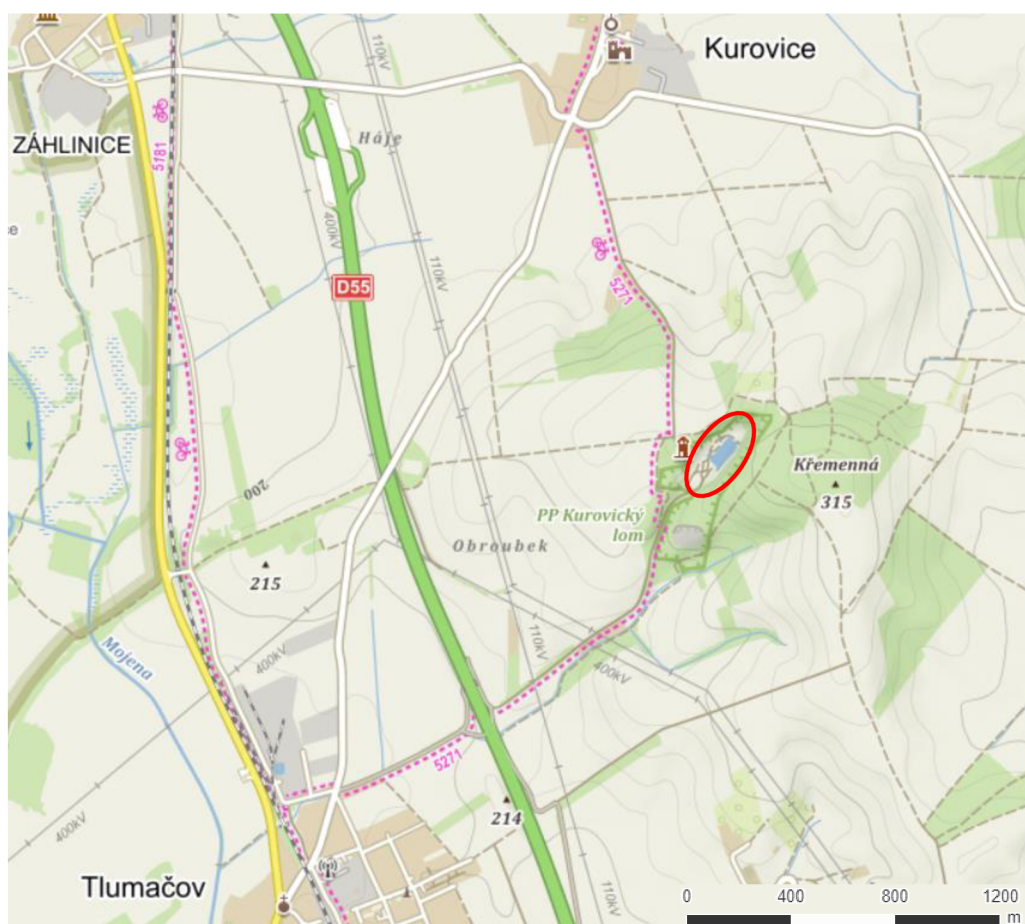 Kurovice
110kV
Háje
ZÁHLINICE
5181
400kV
110kV
D55
5271
Křemenná
315
200
PP Kurovický
lom
Obroubek
215
110kV
400kV
Mojena
400kV
5271
214
400kV
Tlumačov
0 400 800 1200
m